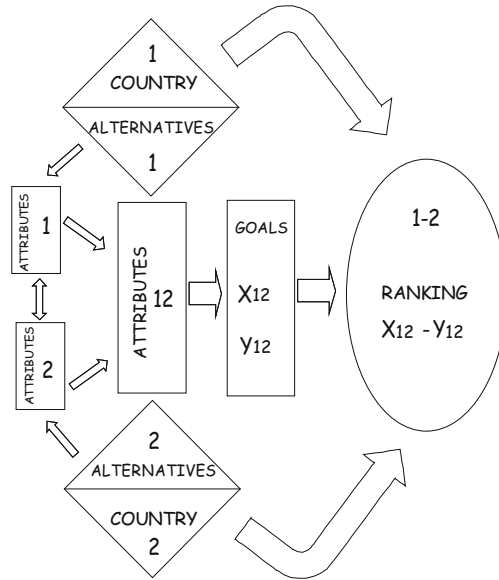 1
COUNTRY
ALTERNATIVES
1
ATTRIBUTES 1
ATTRIBUTES 2
ATTRIBUTES 12
GOALS
X12
Y12
1-2
RANKING
X12 - Y12
2
ALTERNATIVES
COUNTRY
2